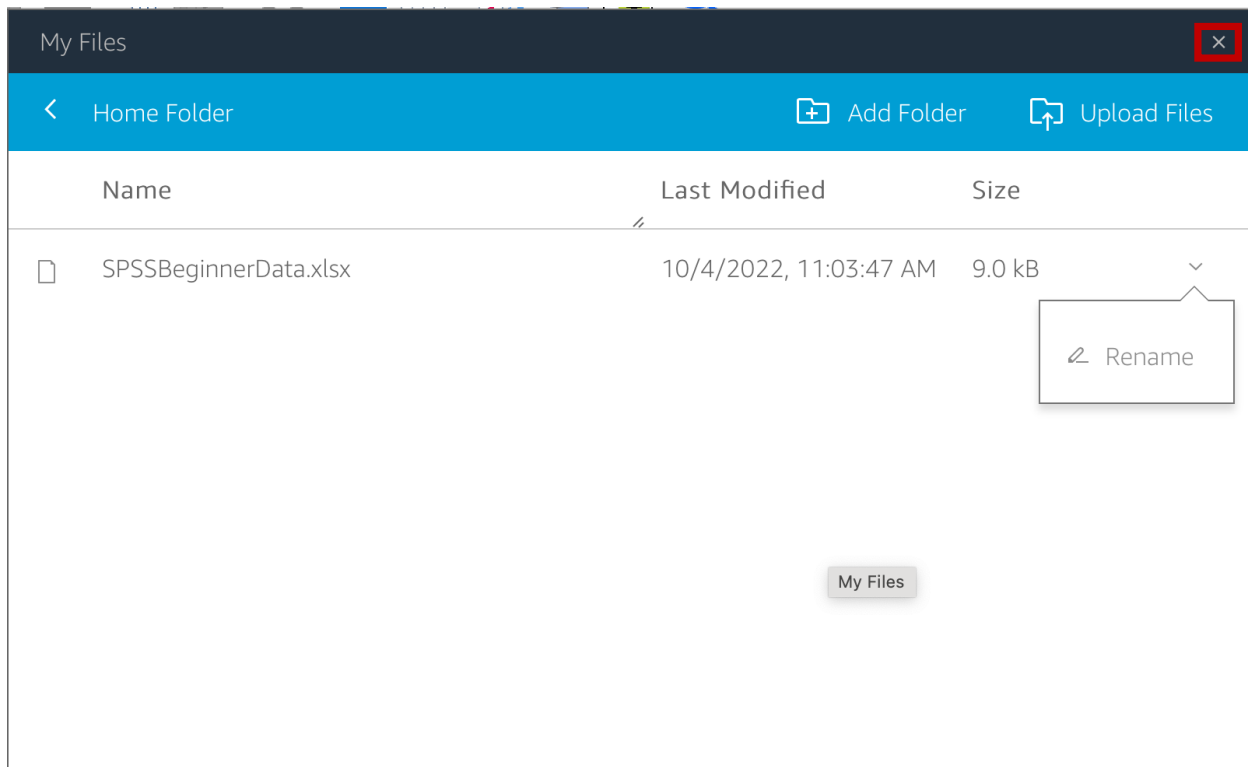 My Files
Home Folder Add Folder Upload Files
Name Last Modified Size
SPSSBeginnerData.xlsx 10/4/2022, 11:03:47 AM 9.0 kB
Rename
My Files